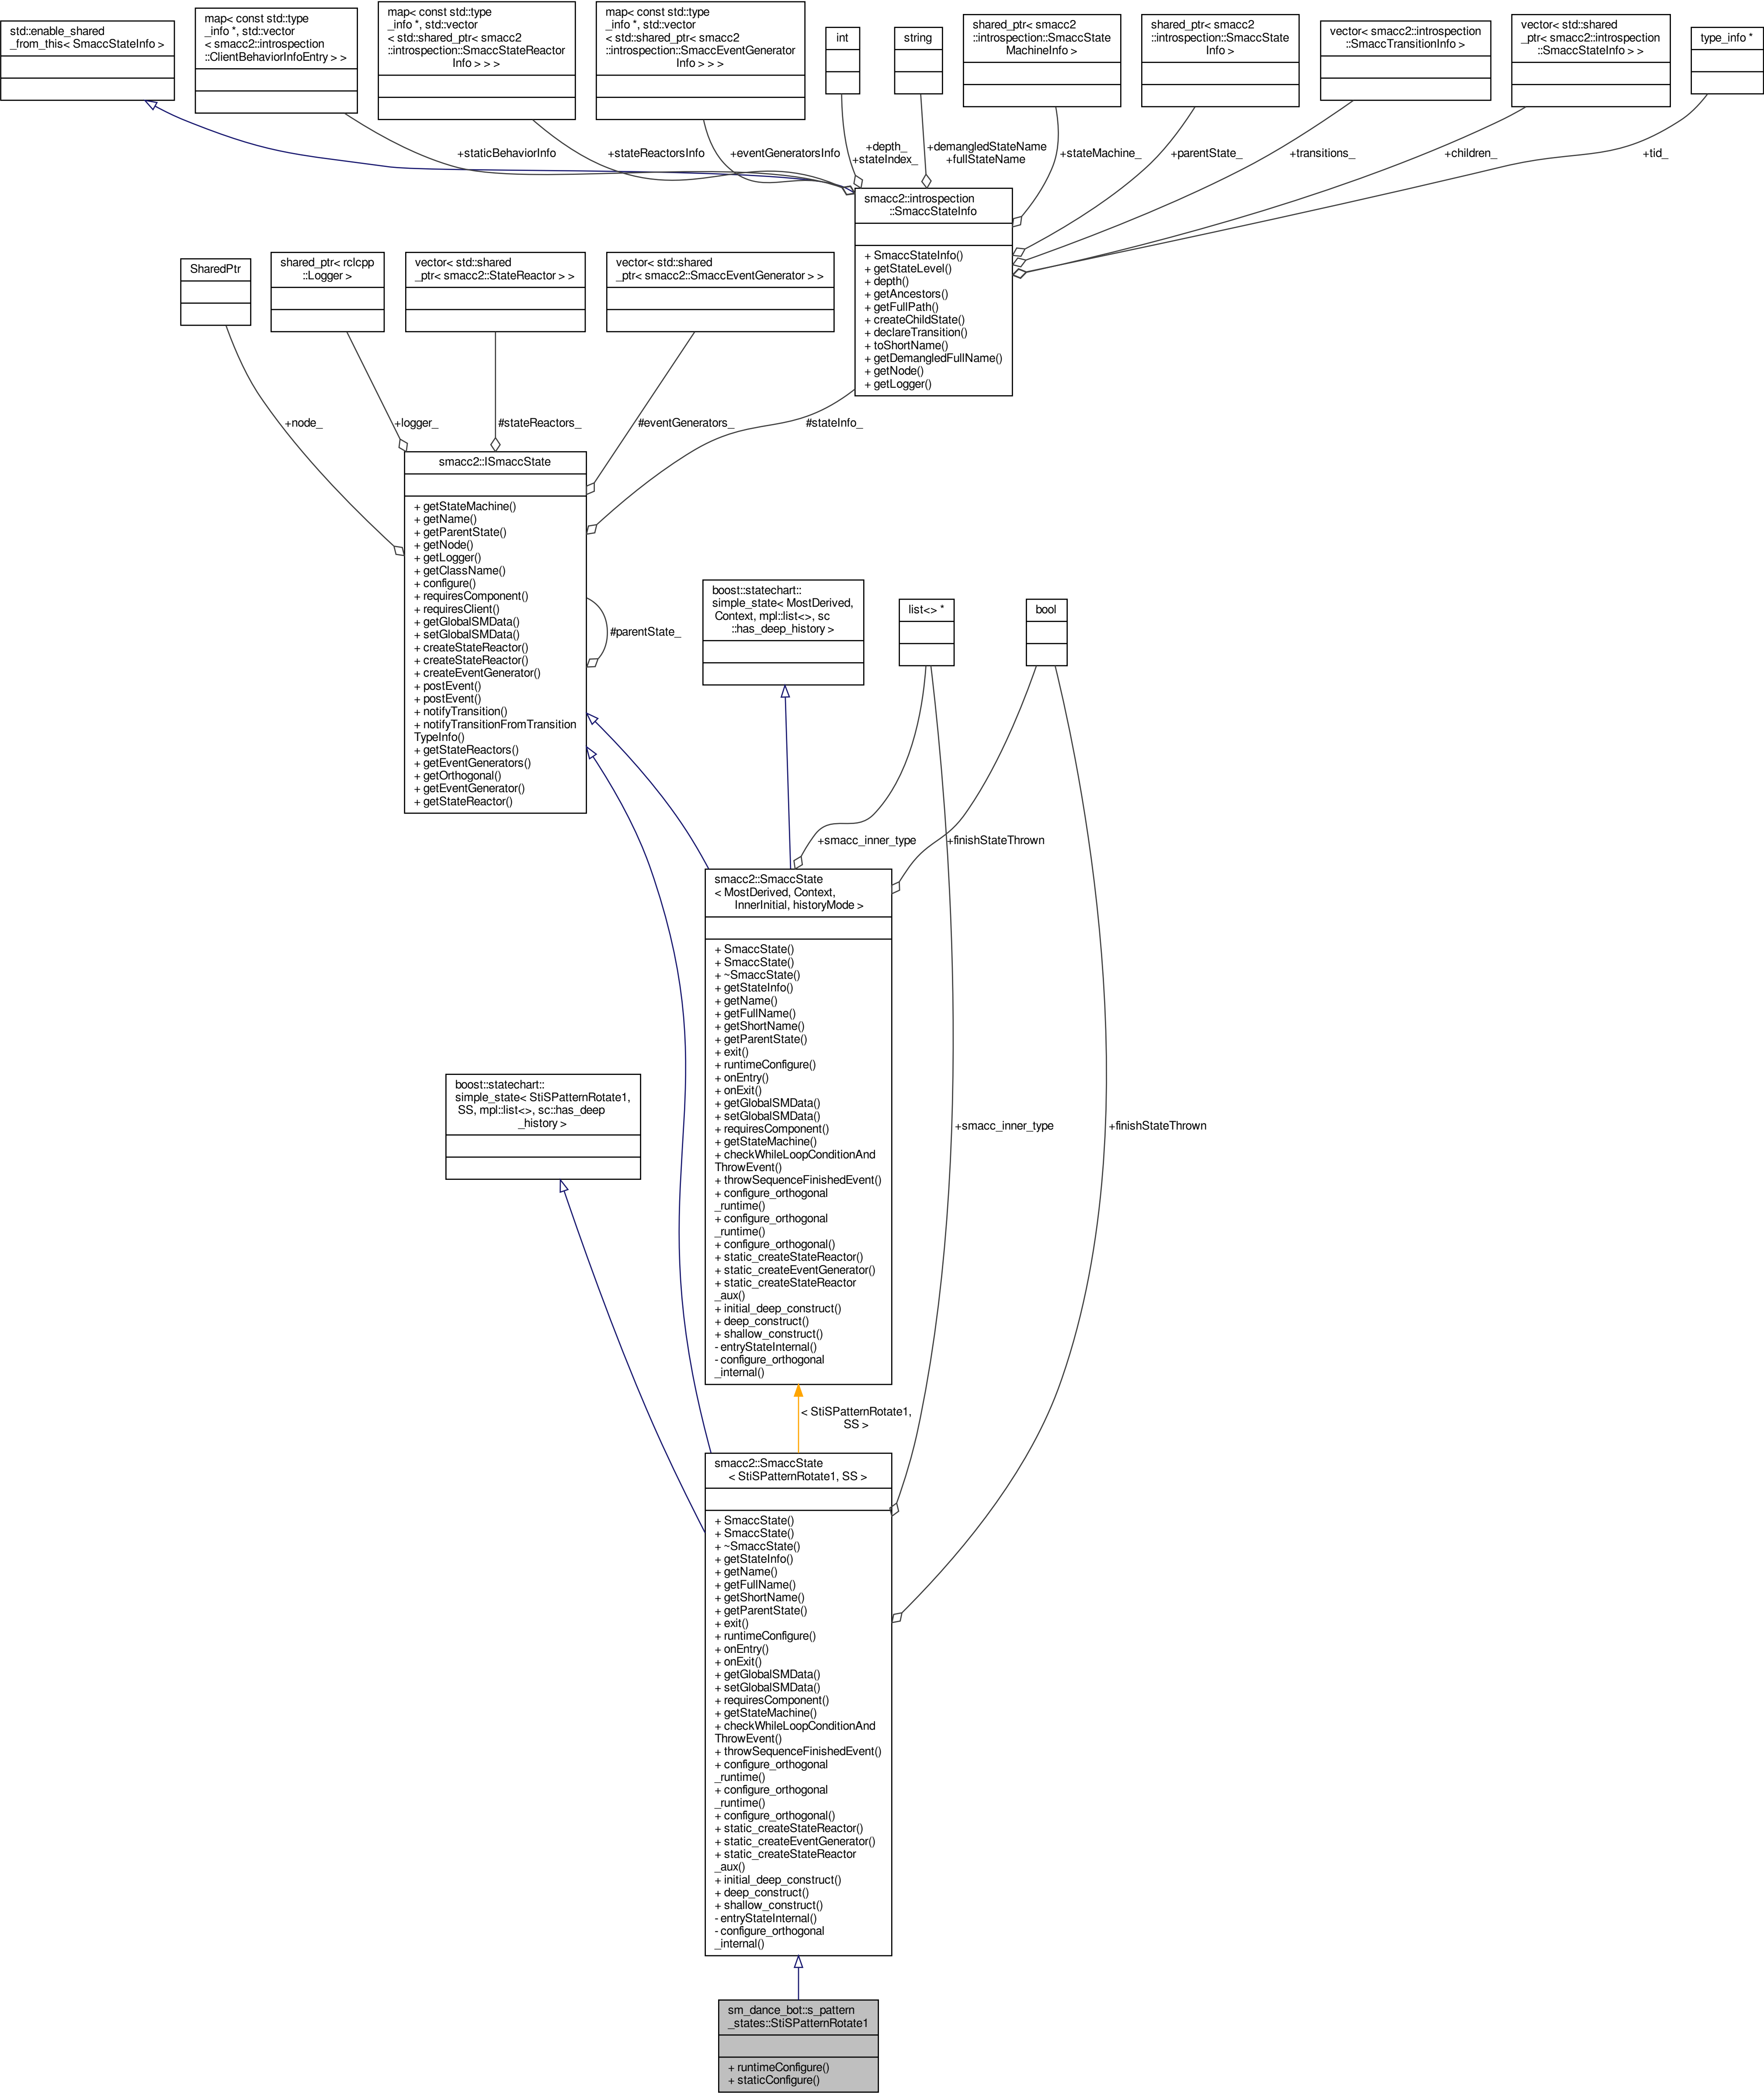 std::enable_shared
_from_this< SmaccStateInfo >
map< const std::type
_info *, std::vector
< smacc2::introspection
::ClientBehaviorInfoEntry > >
map< const std::type
_info *, std::vector
< std::shared_ptr< smacc2
::introspection::SmaccStateReactor
Info > > >
map< const std::type
_info *, std::vector
< std::shared_ptr< smacc2
::introspection::SmaccEventGenerator
Info > > >
int
string
shared_ptr< smacc2
::introspection::SmaccState
MachineInfo >
shared_ptr< smacc2
::introspection::SmaccState
Info >
vector< smacc2::introspection
::SmaccTransitionInfo >
vector< std::shared
_ptr< smacc2::introspection
::SmaccStateInfo > >
type_info *
+staticBehaviorInfo
+stateReactorsInfo
+eventGeneratorsInfo
+depth_
+stateIndex_
+demangledStateName
+fullStateName
+stateMachine_
+parentState_
+transitions_
+children_
+tid_
smacc2::introspection
::SmaccStateInfo
+ SmaccStateInfo()
+ getStateLevel()
+ depth()
+ getAncestors()
+ getFullPath()
+ createChildState()
+ declareTransition()
+ toShortName()
+ getDemangledFullName()
+ getNode()
+ getLogger()
SharedPtr
shared_ptr< rclcpp
::Logger >
vector< std::shared
_ptr< smacc2::StateReactor > >
vector< std::shared
_ptr< smacc2::SmaccEventGenerator > >
+node_
+logger_
#stateReactors_
#eventGenerators_
#stateInfo_
smacc2::ISmaccState
+ getStateMachine()
+ getName()
+ getParentState()
+ getNode()
+ getLogger()
+ getClassName()
+ configure()
+ requiresComponent()
+ requiresClient()
+ getGlobalSMData()
+ setGlobalSMData()
+ createStateReactor()
+ createStateReactor()
+ createEventGenerator()
+ postEvent()
+ postEvent()
+ notifyTransition()
+ notifyTransitionFromTransition
TypeInfo()
+ getStateReactors()
+ getEventGenerators()
+ getOrthogonal()
+ getEventGenerator()
+ getStateReactor()
#parentState_
boost::statechart::
simple_state< MostDerived,
Context, mpl::list<>, sc
::has_deep_history >
list<> *
bool
+smacc_inner_type
+finishStateThrown
smacc2::SmaccState
< MostDerived, Context,
InnerInitial, historyMode >
+ SmaccState()
+ SmaccState()
+ ~SmaccState()
+ getStateInfo()
+ getName()
+ getFullName()
+ getShortName()
+ getParentState()
+ exit()
+ runtimeConfigure()
+ onEntry()
+ onExit()
+ getGlobalSMData()
+ setGlobalSMData()
+ requiresComponent()
+ getStateMachine()
+ checkWhileLoopConditionAnd
ThrowEvent()
+ throwSequenceFinishedEvent()
+ configure_orthogonal
_runtime()
+ configure_orthogonal
_runtime()
+ configure_orthogonal()
+ static_createStateReactor()
+ static_createEventGenerator()
+ static_createStateReactor
_aux()
+ initial_deep_construct()
+ deep_construct()
+ shallow_construct()
- entryStateInternal()
- configure_orthogonal
_internal()
boost::statechart::
simple_state< StiSPatternRotate1,
SS, mpl::list<>, sc::has_deep
_history >
+smacc_inner_type
+finishStateThrown
< StiSPatternRotate1,
SS >
smacc2::SmaccState
< StiSPatternRotate1, SS >
+ SmaccState()
+ SmaccState()
+ ~SmaccState()
+ getStateInfo()
+ getName()
+ getFullName()
+ getShortName()
+ getParentState()
+ exit()
+ runtimeConfigure()
+ onEntry()
+ onExit()
+ getGlobalSMData()
+ setGlobalSMData()
+ requiresComponent()
+ getStateMachine()
+ checkWhileLoopConditionAnd
ThrowEvent()
+ throwSequenceFinishedEvent()
+ configure_orthogonal
_runtime()
+ configure_orthogonal
_runtime()
+ configure_orthogonal()
+ static_createStateReactor()
+ static_createEventGenerator()
+ static_createStateReactor
_aux()
+ initial_deep_construct()
+ deep_construct()
+ shallow_construct()
- entryStateInternal()
- configure_orthogonal
_internal()
sm_dance_bot::s_pattern
_states::StiSPatternRotate1
+ runtimeConfigure()
+ staticConfigure()